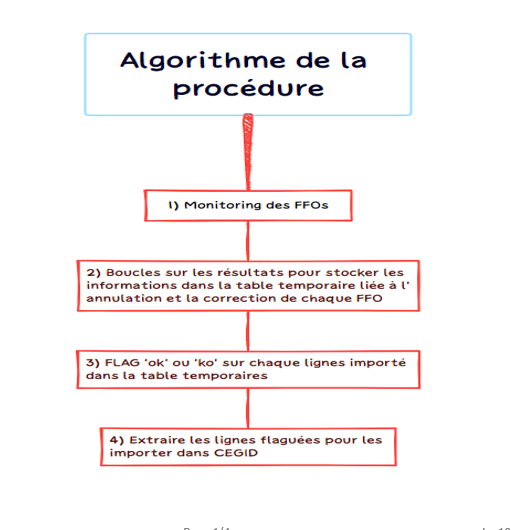 Algorithme de la
procédure
1) Monitoring des FFOs
2) Boucles sur les résultats pour stocker les
informations dans la table temporaire liée à l'
annulation et la correction de chaque FFO
3) FLAG 'ok' ou 'ko' sur chaque lignes importé
dans la table temporaires
4) Extraire les lignes flaguées pour les
importer dans CEGID